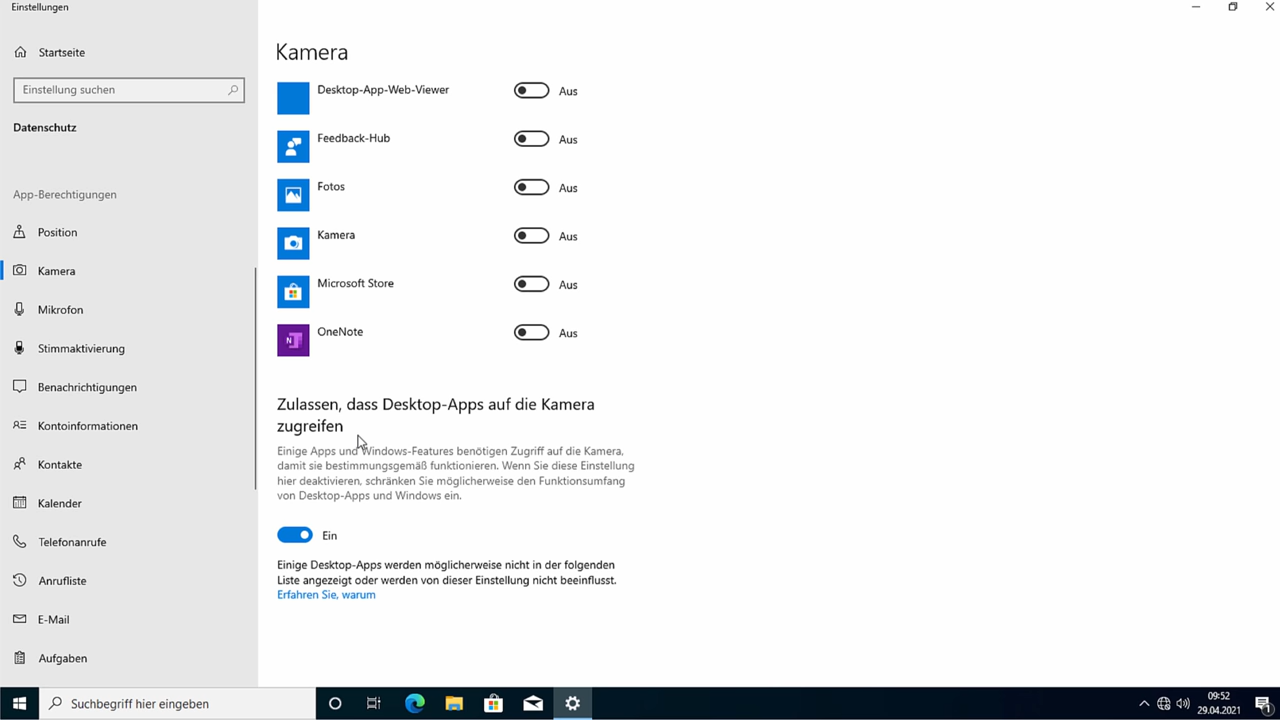 Einstellungen
Startseite
Einstellung suchen
Datenschutz
App-Berechtigungen
Position
Kamera
Mikrofon
Stimmaktivierung
Benachrichtigungen
Kontoinformationen
Kontakte
Kalender
Telefonanrufe
Anrufliste
E-Mail
Aufgaben
Kamera
Desktop-App-Web-Viewer Aus
Feedback-Hub Aus
Fotos Aus
Kamera Aus
Microsoft Store Aus
OneNote Aus
Zulassen, dass Desktop-Apps auf die Kamera
zugreifen
Einige Apps und Windows-Features benötigen Zugriff auf die Kamera,
damit sie bestimmungsgemäß funktionieren. Wenn Sie diese Einstellung
hier deaktivieren, schränken Sie möglicherweise den Funktionsumfang
von Desktop-Apps und Windows ein.
Ein
Einige Desktop-Apps werden möglicherweise nicht in der folgenden
Liste angezeigt oder werden von dieser Einstellung nicht beeinflusst.
Erfahren Sie, warum
Suchbegriff hier eingeben
09:52
29.04.2021
1